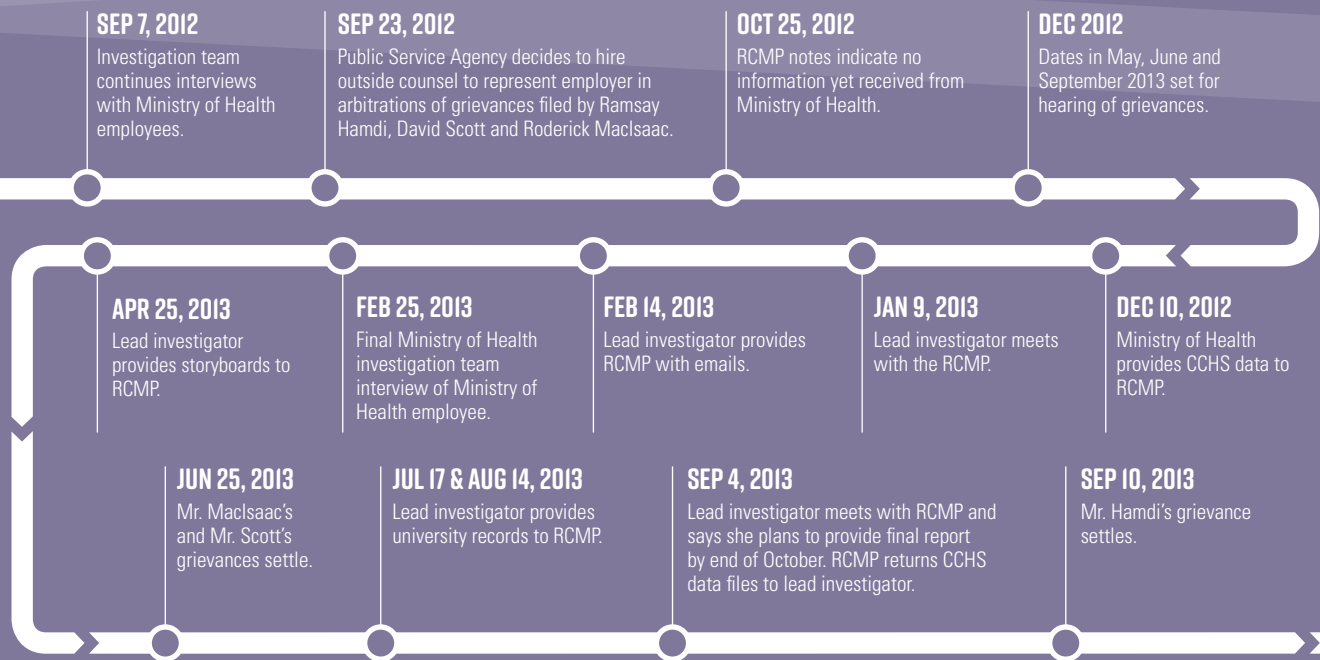 SEP 7, 2012
Investigation team
continues interviews
with Ministry of Health
employees.
SEP 23, 2012
Public Service Agency decides to hire
outside counsel to represent employer in
arbitrations of grievances filed by Ramsay
Hamdi, David Scott and Roderick MacIsaac.
OCT 25, 2012
RCMP notes indicate no
information yet received from
Ministry of Health.
DEC 2012
Dates in May, June and
September 2013 set for
hearing of grievances.
DEC 10, 2012
Ministry of Health
provides CCHS data to
RCMP.
JAN 9, 2013
Lead investigator meets
with the RCMP.
FEB 14, 2013
Lead investigator provides
RCMP with emails.
FEB 25, 2013
Final Ministry of Health
investigation team
interview of Ministry of
Health employee.
APR 25, 2013
Lead investigator
provides storyboards to
RCMP.
JUN 25, 2013
Mr. MacIsaac's
and Mr. Scott's
grievances settle.
JUL 17 & AUG 14, 2013
Lead investigator provides
university records to RCMP.
SEP 4, 2013
Lead investigator meets with RCMP and
says she plans to provide final report
by end of October. RCMP returns CCHS
data files to lead investigator.
SEP 10, 2013
Mr. Hamdi's grievance
settles.